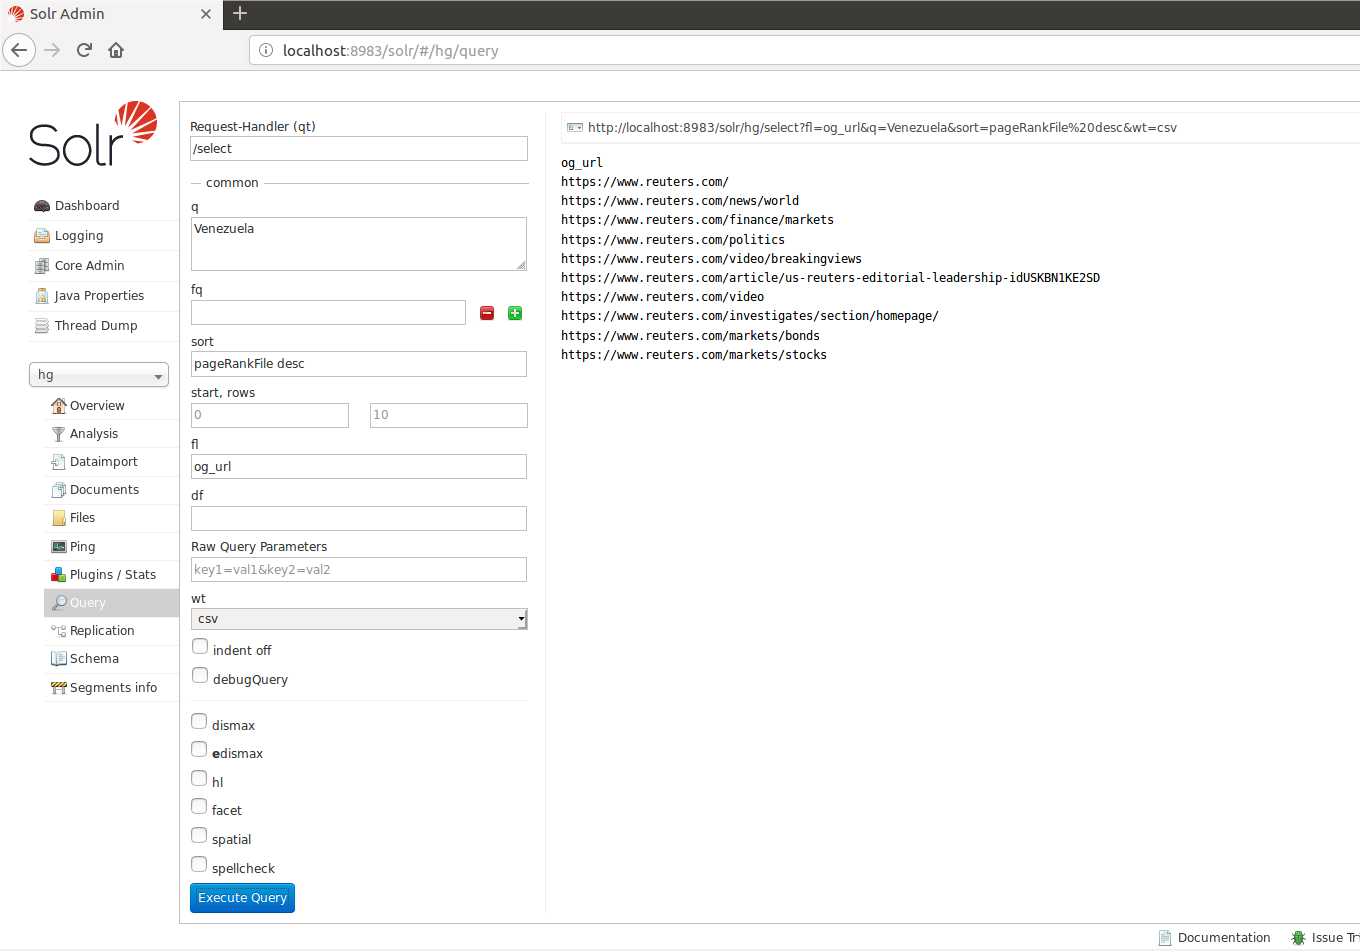 Solr Admin
localhost:8983/solr/#/hg/query
Solr
Dashboard
Logging
Core Admin
Java Properties
Thread Dump
hg
Overview
Analysis
Dataimport
Documents
Files
Ping
Plugins / Stats
Query
Replication
Schema
Segments info
Request-Handler (qt)
/select
common
q
Venezuela
fq
sort
pageRankFile desc
start, rows
0 10
fl
og_url
df
Raw Query Parameters
key1=val1&key2=val2
wt
csv
indent off
debugQuery
dismax
edismax
hl
facet
spatial
spellcheck
Execute Query
http://localhost:8983/solr/hg/select?fl=og_url&q=Venezuela&sort=pageRankFile%20desc&wt=csv
og_url
https://www.reuters.com/
https://www.reuters.com/news/world
https://www.reuters.com/finance/markets
https://www.reuters.com/politics
https://www.reuters.com/video/breakingviews
https://www.reuters.com/article/us-reuters-editorial-leadership-idUSKBN1KE2SD
https://www.reuters.com/video
https://www.reuters.com/investigates/section/homepage/
https://www.reuters.com/markets/bonds
https://www.reuters.com/markets/stocks
Documentation
Issue